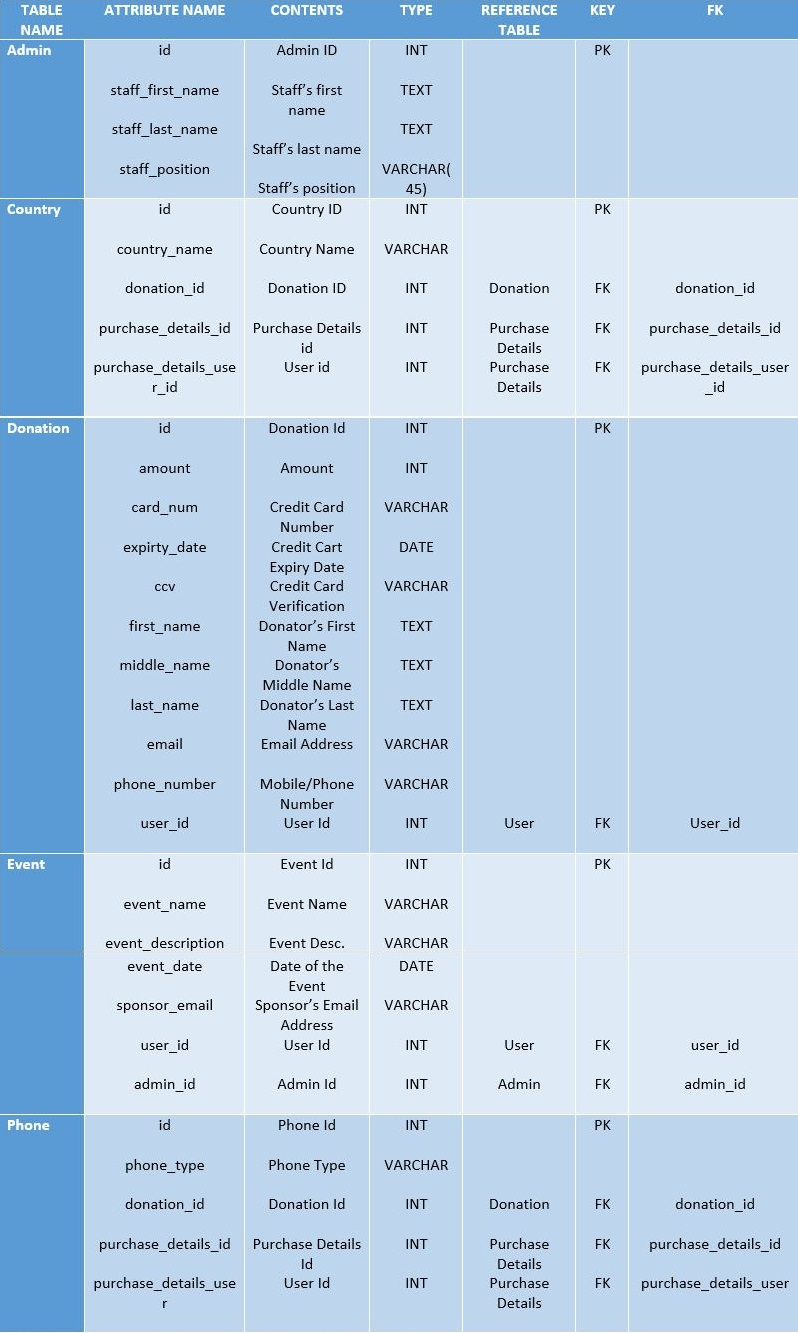 TABLE NAME ATTRIBUTE NAME CONTENTS TYPE REFERENCE TABLE KEY FK
Admin id Admin ID INT PK
staff_first_name Staff’s first name TEXT
staff_last_name Staff’s last name TEXT
staff_position Staff’s position VARCHAR(45)
Country id Country ID INT PK
country_name Country Name VARCHAR
donation_id Donation ID INT Donation FK donation_id
purchase_details_id Purchase Details id INT Purchase Details FK purchase_details_id
purchase_details_user_id User id INT Purchase Details FK purchase_details_user_id
Donation id Donation Id INT PK
amount Amount INT
card_num Credit Card Number VARCHAR
expirty_date Credit Cart Expiry Date DATE
ccv Credit Card Verification VARCHAR
first_name Donator’s First Name TEXT
middle_name Donator’s Middle Name TEXT
last_name Donator’s Last Name TEXT
email Email Address VARCHAR
phone_number Mobile/Phone Number VARCHAR
user_id User Id INT User FK User_id
Event id Event Id INT PK
event_name Event Name VARCHAR
event_description Event Desc. VARCHAR
event_date Date of the Event DATE
sponsor_email Sponsor’s Email Address VARCHAR
user_id User Id INT User FK user_id
admin_id Admin Id INT Admin FK admin_id
Phone id Phone Id INT PK
phone_type Phone Type VARCHAR
donation_id Donation Id INT Donation FK donation_id
purchase_details_id Purchase Details Id INT Purchase Details FK purchase_details_id
purchase_details_user User Id INT Purchase Details FK purchase_details_user